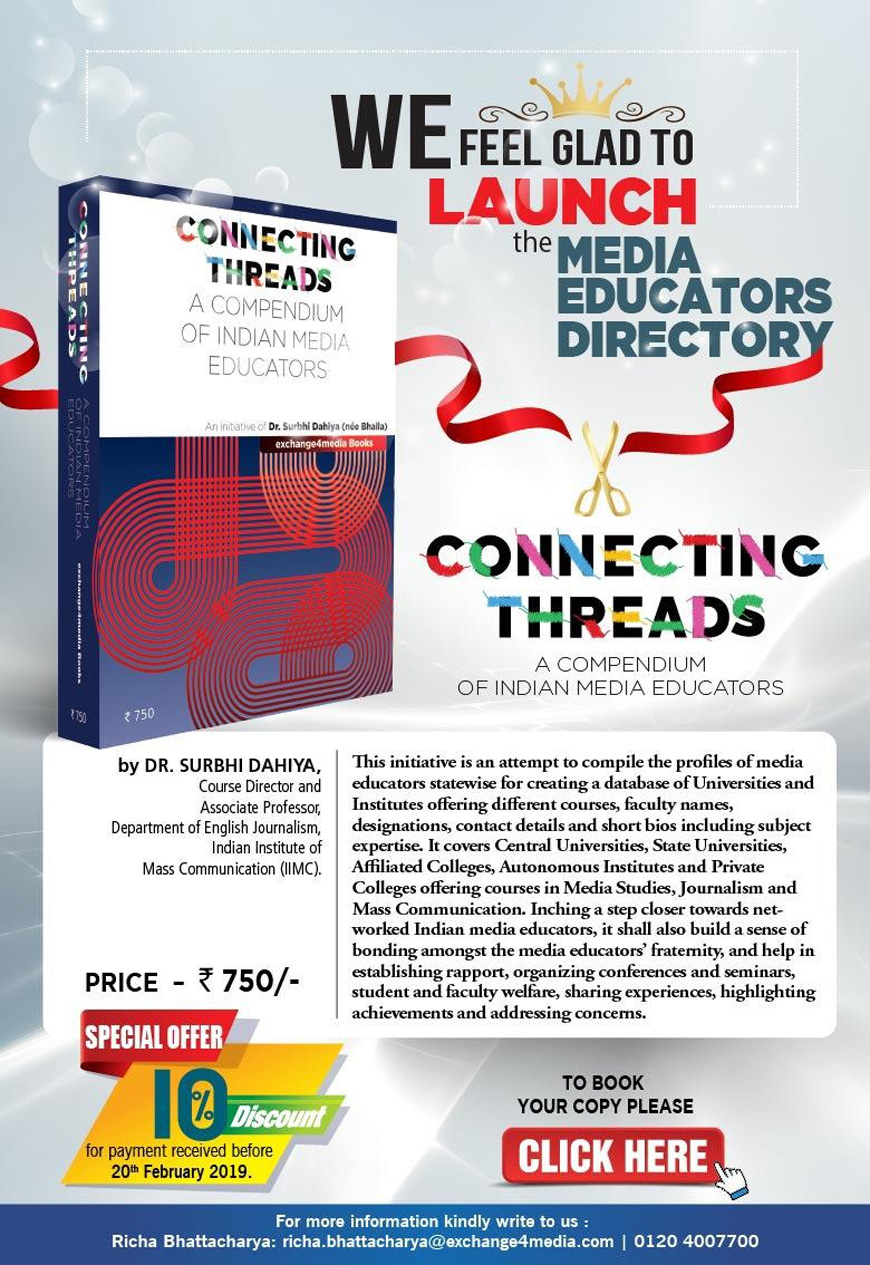 WE FEEL GLAD TO
LAUNCH
the MEDIA
EDUCATORS
DIRECTORY
CONNECTING
THREADS
A COMPENDIUM
OF INDIAN MEDIA
EDUCATORS
An initiative of Dr. Surbhi Dahiya (née Bhalla)
exchange4media Books
₹ 750
CONNECTING
THREADS
A COMPENDIUM
OF INDIAN MEDIA
EDUCATORS
exchange4media Books
₹ 750
CONNECTING
THREADS
A COMPENDIUM
OF INDIAN MEDIA EDUCATORS
by DR. SURBHI DAHIYA,
Course Director and
Associate Professor,
Department of English Journalism,
Indian Institute of
Mass Communication (IIMC).
PRICE - ₹ 750/-
This initiative is an attempt to compile the profiles of media
educators statewise for creating a database of Universities and
Institutes offering different courses, faculty names,
designations, contact details and short bios including subject
expertise. It covers Central Universities, State Universities,
Affiliated Colleges, Autonomous Institutes and Private
Colleges offering courses in Media Studies, Journalism and
Mass Communication. Inching a step closer towards net-
worked Indian media educators, it shall also build a sense of
bonding amongst the media educators' fraternity, and help in
establishing rapport, organizing conferences and seminars,
student and faculty welfare, sharing experiences, highlighting
achievements and addressing concerns.
SPECIAL OFFER
10% Discount
for payment received before
20th February 2019.
TO BOOK
YOUR COPY PLEASE
CLICK HERE
For more information kindly write to us :
Richa Bhattacharya: richa.bhattacharya@exchange4media.com | 0120 4007700